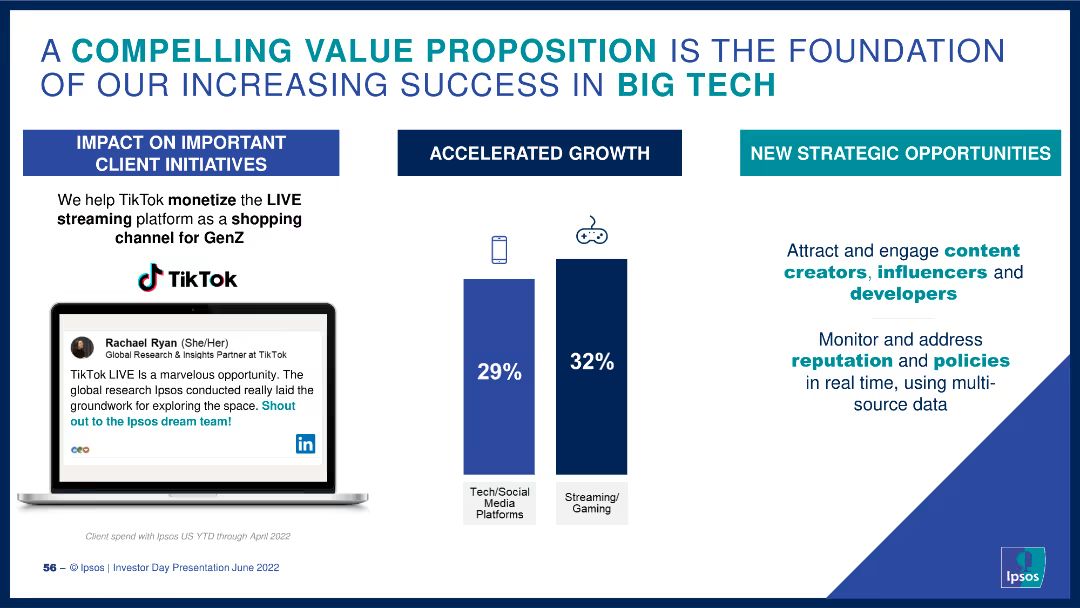 A COMPELLING VALUE PROPOSITION IS THE FOUNDATION
OF OUR INCREASING SUCCESS IN BIG TECH
IMPACT ON IMPORTANT
CLIENT INITIATIVES
We help TikTok monetize the LIVE
streaming platform as a shopping
channel for GenZ
TikTok
Rachael Ryan (She/Her)
Global Research & Insights Partner at TikTok
TikTok LIVE Is a marvelous opportunity. The
global research Ipsos conducted really laid the
groundwork for exploring the space. Shout
out to the Ipsos dream team!
in
Client spend with Ipsos US YTD through April 2022
ACCELERATED GROWTH
29%
32%
Tech/Social
Media
Platforms
Streaming/
Gaming
NEW STRATEGIC OPPORTUNITIES
Attract and engage content
creators, influencers and
developers
Monitor and address
reputation and policies
in real time, using multi-
source data
56 – © Ipsos | Investor Day Presentation June 2022
Ipsos